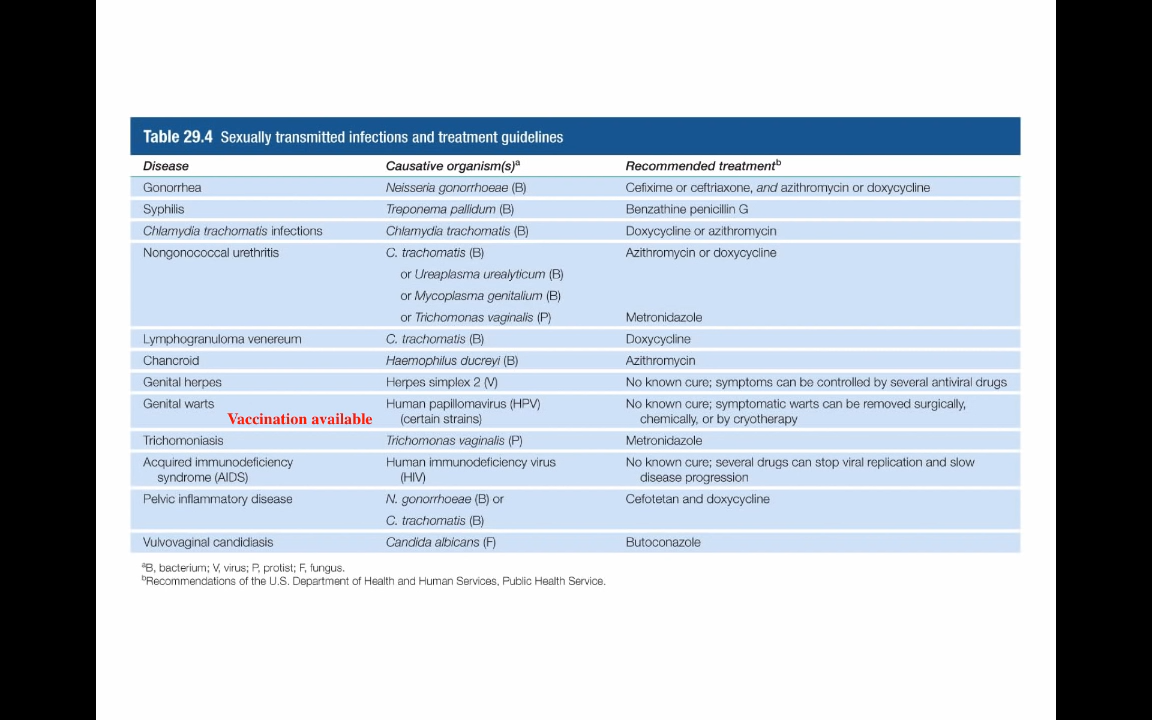 Table 29.4 Sexually transmitted infections and treatment guidelines
Disease Causative organism(s)a Recommended treatmentb
Gonorrhea Neisseria gonorrhoeae (B) Cefixime or ceftriaxone, and azithromycin or doxycycline
Syphilis Treponema pallidum (B) Benzathine penicillin G
Chlamydia trachomatis infections Chlamydia trachomatis (B) Doxycycline or azithromycin
Nongonococcal urethritis C. trachomatis (B) Azithromycin or doxycycline
or Ureaplasma urealyticum (B)
or Mycoplasma genitalium (B)
or Trichomonas vaginalis (P) Metronidazole
Lymphogranuloma venereum C. trachomatis (B) Doxycycline
Chancroid Haemophilus ducreyi (B) Azithromycin
Genital herpes Herpes simplex 2 (V) No known cure; symptoms can be controlled by several antiviral drugs
Genital warts Human papillomavirus (HPV) No known cure; symptomatic warts can be removed surgically,
Vaccination available (certain strains) chemically, or by cryotherapy
Trichomoniasis Trichomonas vaginalis (P) Metronidazole
Acquired immunodeficiency Human immunodeficiency virus No known cure; several drugs can stop viral replication and slow
syndrome (AIDS) (HIV) disease progression
Pelvic inflammatory disease N. gonorrhoeae (B) or Cefotetan and doxycycline
C. trachomatis (B)
Vulvovaginal candidiasis Candida albicans (F) Butoconazole
aB, bacterium; V, virus; P, protist; F, fungus.
bRecommendations of the U.S. Department of Health and Human Services, Public Health Service.